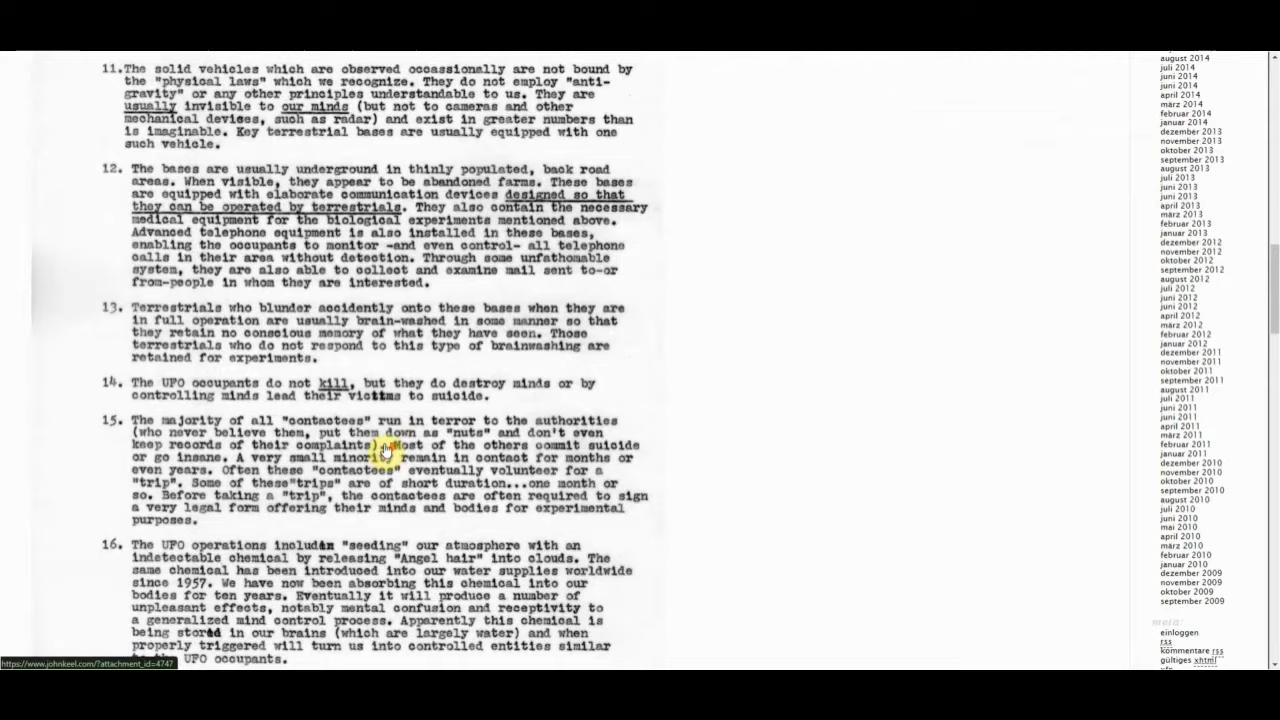 11.The solid vehicles which are observed occassionally are not bound by
the "physical laws" which we recognize. They do not employ "anti-
gravity" or any other principles understandable to us. They are
usually invisible to our minds (but not to cameras and other
mechanical devices, such as radar) and exist in greater numbers than
is imaginable. Key terrestrial bases are usually equipped with one
such vehicle.
12. The bases are usually underground in thinly populated, back road
areas. When visible, they appear to be abandoned farms. These bases
are equipped with elaborate communication devices designed so that
they can be operated by terrestrials. They also contain the necessary
medical equipment for the biological experiments mentioned above.
Advanced telephone equipment is also installed in these bases,
enabling the occupants to monitor -and even control- all telephone
calls in their area without detection. Through some unfathomable
system, they are also able to collect and examine mail sent to-or
from-people in whom they are interested.
13. Terrestrials who blunder accidently onto these bases when they are
in full operation are usually brain-washed in some manner so that
they retain no conscious memory of what they have seen. Those
terrestrials who do not respond to this type of brainwashing are
retained for experiments.
14. The UFO occupants do not kill, but they do destroy minds or by
controlling minds lead their victims to suicide.
15. The majority of all "contactees" run in terror to the authorities
(who never believe them, put them down as "nuts" and don't even
keep records of their complaints). Most of the others commit suicide
or go insane. A very small minority remain in contact for months or
even years. Often these "contactees" eventually volunteer for a
"trip". Some of these"trips" are of short duration...one month or
so. Before taking a "trip", the contactees are often required to sign
a very legal form offering their minds and bodies for experimental
purposes.
16. The UFO operations includin "seeding" our atmosphere with an
indetectable chemical by releasing "Angel hair" into clouds. The
same chemical has been introduced into our water supplies worldwide
since 1957. We have now been absorbing this chemical into our
bodies for ten years. Eventually it will produce a number of
unpleasant effects, notably mental confusion and receptivity to
a generalized mind control process. Apparently this chemical is
being stored in our brains (which are largely water) and when
properly triggered will turn us into controlled entities similar
to the UFO occupants.
https://www.johnkeel.com/?attachment_id=4747
august 2014
juli 2014
juni 2014
juni 2014
april 2014
märz 2014
februar 2014
januar 2014
dezember 2013
november 2013
oktober 2013
september 2013
august 2013
juli 2013
juni 2013
juni 2013
april 2013
märz 2013
februar 2013
januar 2013
dezember 2012
november 2012
oktober 2012
september 2012
august 2012
juli 2012
juni 2012
juni 2012
april 2012
märz 2012
februar 2012
januar 2012
dezember 2011
november 2011
oktober 2011
september 2011
august 2011
juli 2011
juni 2011
juni 2011
april 2011
märz 2011
februar 2011
januar 2011
dezember 2010
november 2010
oktober 2010
september 2010
august 2010
juli 2010
juni 2010
mai 2010
april 2010
märz 2010
februar 2010
januar 2010
dezember 2009
november 2009
oktober 2009
september 2009
meta:
einloggen
rss
kommentare rss
gültiges xhtml